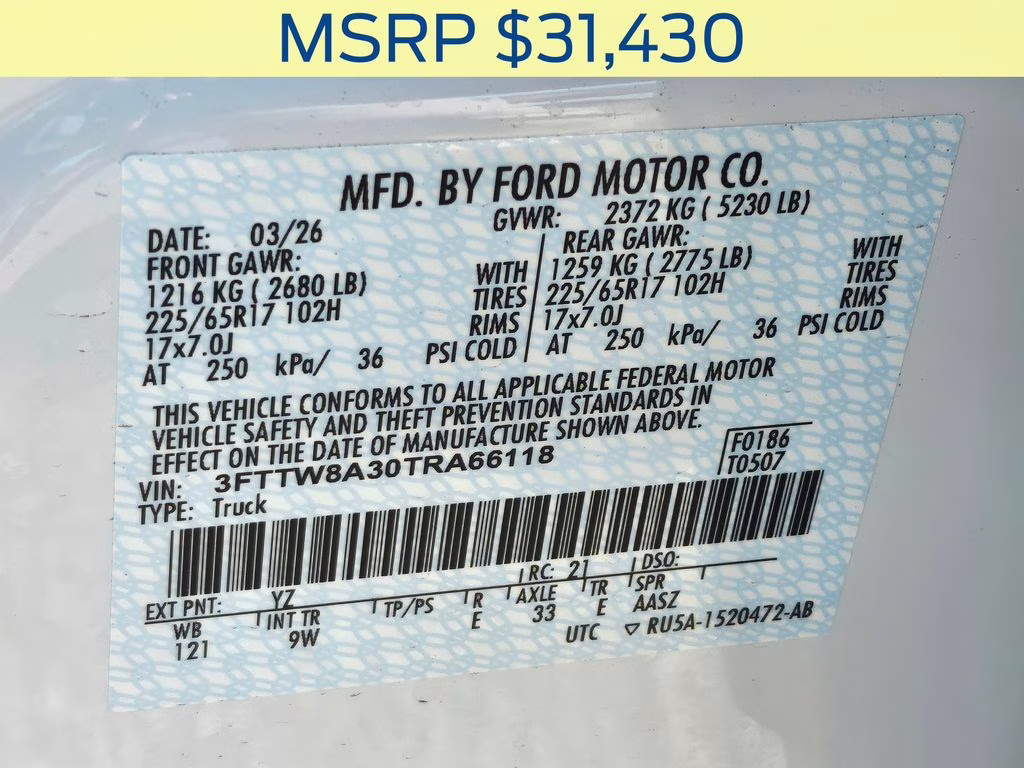 MSRP $31,430
MFD. BY FORD MOTOR CO.
DATE: 03/26 GVWR: 2372 KG ( 5230 LB)
FRONT GAWR: REAR GAWR:
1216 KG ( 2680 LB) WITH 1259 KG ( 2775 LB) WITH
225/65R17 102H TIRES 225/65R17 102H TIRES
17x7.0J RIMS 17x7.0J RIMS
AT 250 kPa/ 36 PSI COLD AT 250 kPa/ 36 PSI COLD
THIS VEHICLE CONFORMS TO ALL APPLICABLE FEDERAL MOTOR
VEHICLE SAFETY AND THEFT PREVENTION STANDARDS IN
EFFECT ON THE DATE OF MANUFACTURE SHOWN ABOVE.
VIN: 3FTTW8A30TRA66118 F0186
TYPE: Truck T0507
EXT PNT: YZ RC: 21 DSO:
WB INT TR TP/PS R AXLE TR SPR
121 9W E 33 E AASZ
UTC ▽ RU5A-1520472-AB